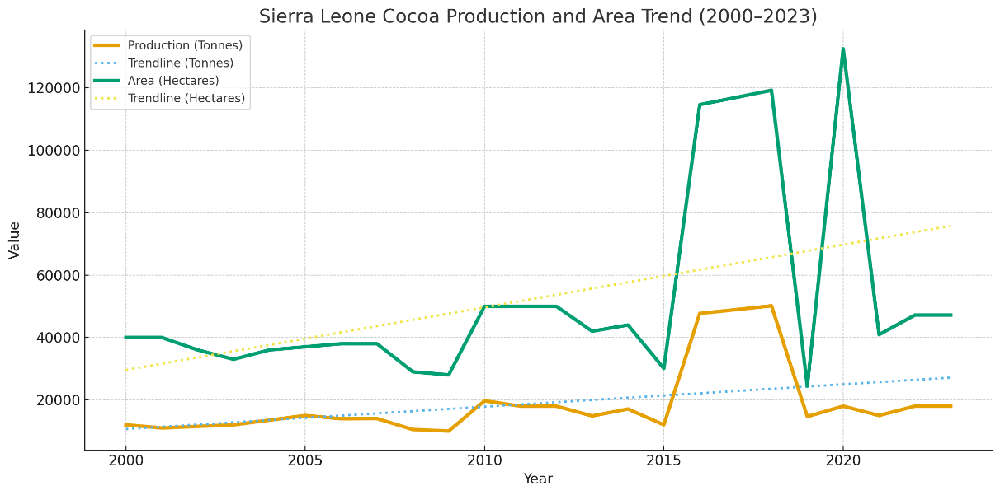 Sierra Leone Cocoa Production and Area Trend (2000–2023)
Production (Tonnes)
Trendline (Tonnes)
Area (Hectares)
Trendline (Hectares)
120000
100000
80000
60000
40000
20000
Value
2000 2005 2010 2015 2020
Year